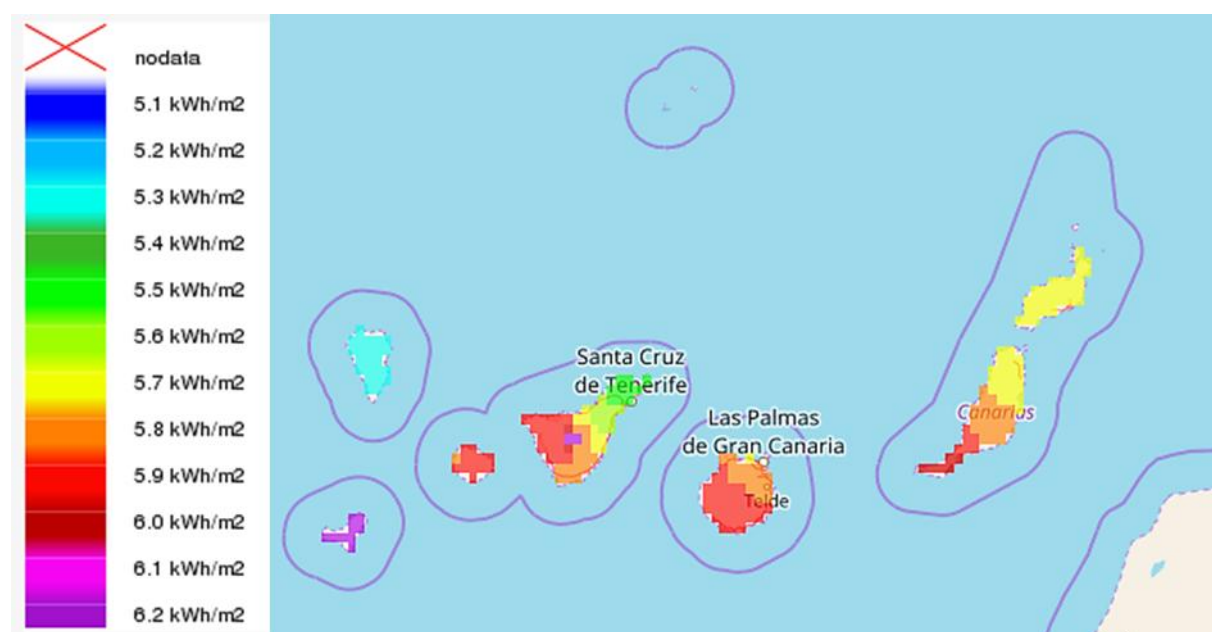 nodata
5.1 kWh/m2
5.2 kWh/m2
5.3 kWh/m2
5.4 kWh/m2
5.5 kWh/m2
5.6 kWh/m2
5.7 kWh/m2
5.8 kWh/m2
5.9 kWh/m2
6.0 kWh/m2
6.1 kWh/m2
6.2 kWh/m2
Santa Cruz
de Tenerife
Las Palmas
de Gran Canaria
Telde
Canarias